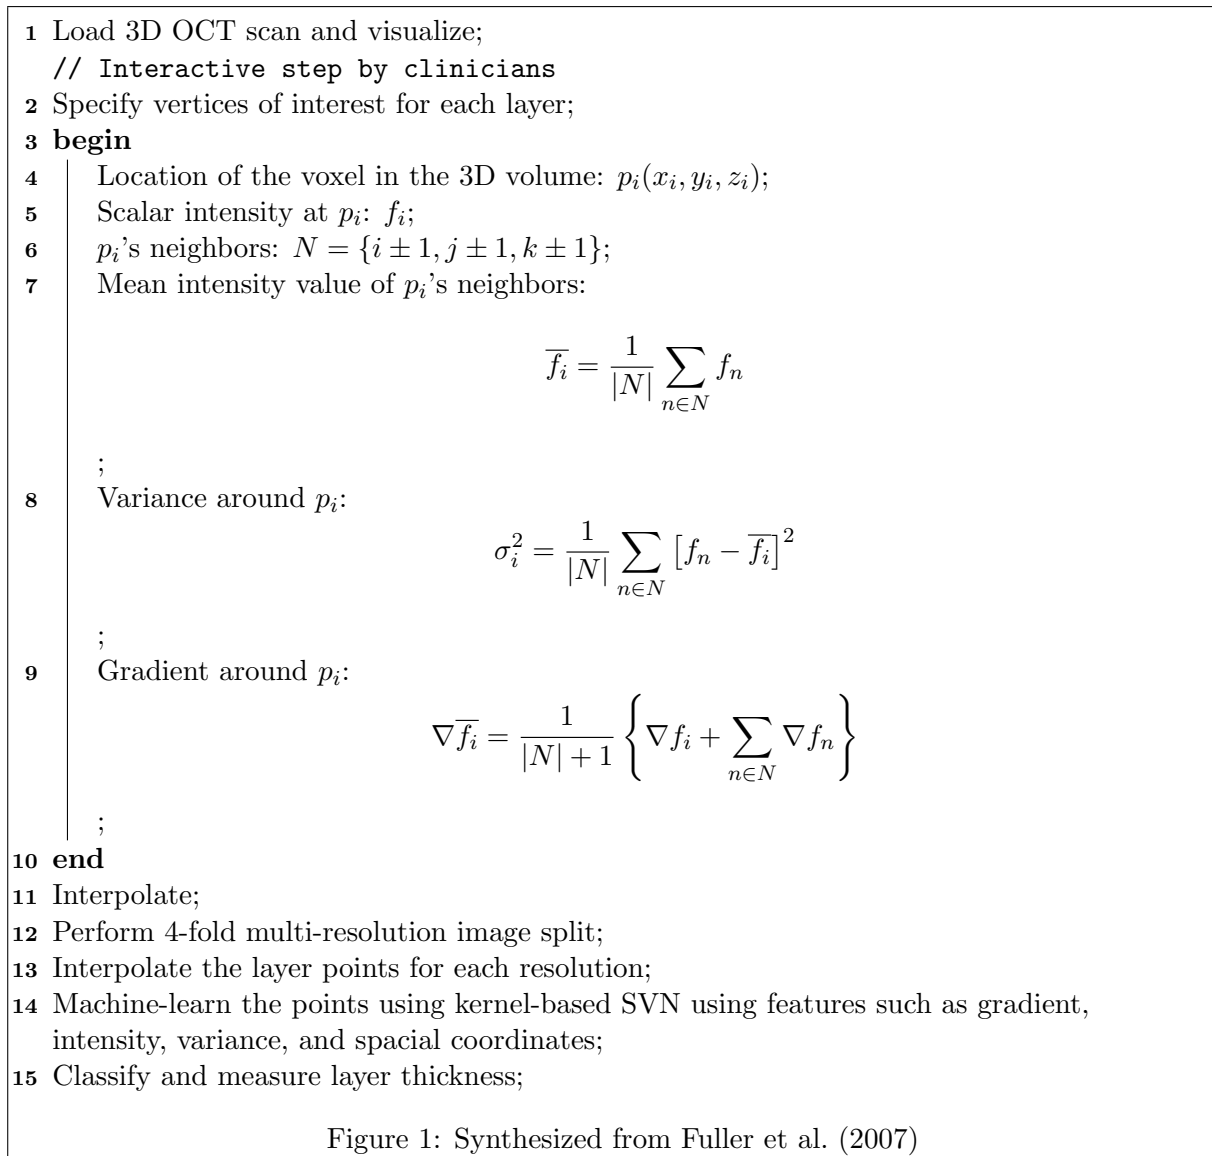 1 Load 3D OCT scan and visualize;
// Interactive step by clinicians
2 Specify vertices of interest for each layer;
3 begin
4 Location of the voxel in the 3D volume: $p_i(x_i, y_i, z_i)$;
5 Scalar intensity at $p_i$: $f_i$;
6 $p_i$'s neighbors: $N = \{i \pm 1, j \pm 1, k \pm 1\}$;
7 Mean intensity value of $p_i$'s neighbors:
$\overline{f_i} = \frac{1}{|N|} \sum_{n \in N} f_n$
;
8 Variance around $p_i$:
$\sigma_i^2 = \frac{1}{|N|} \sum_{n \in N} \left[ f_n - \overline{f_i} \right]^2$
;
9 Gradient around $p_i$:
$\nabla \overline{f_i} = \frac{1}{|N| + 1} \left\{ \nabla f_i + \sum_{n \in N} \nabla f_n \right\}$
;
10 end
11 Interpolate;
12 Perform 4-fold multi-resolution image split;
13 Interpolate the layer points for each resolution;
14 Machine-learn the points using kernel-based SVN using features such as gradient,
intensity, variance, and spacial coordinates;
15 Classify and measure layer thickness;
Figure 1: Synthesized from Fuller et al. (2007)